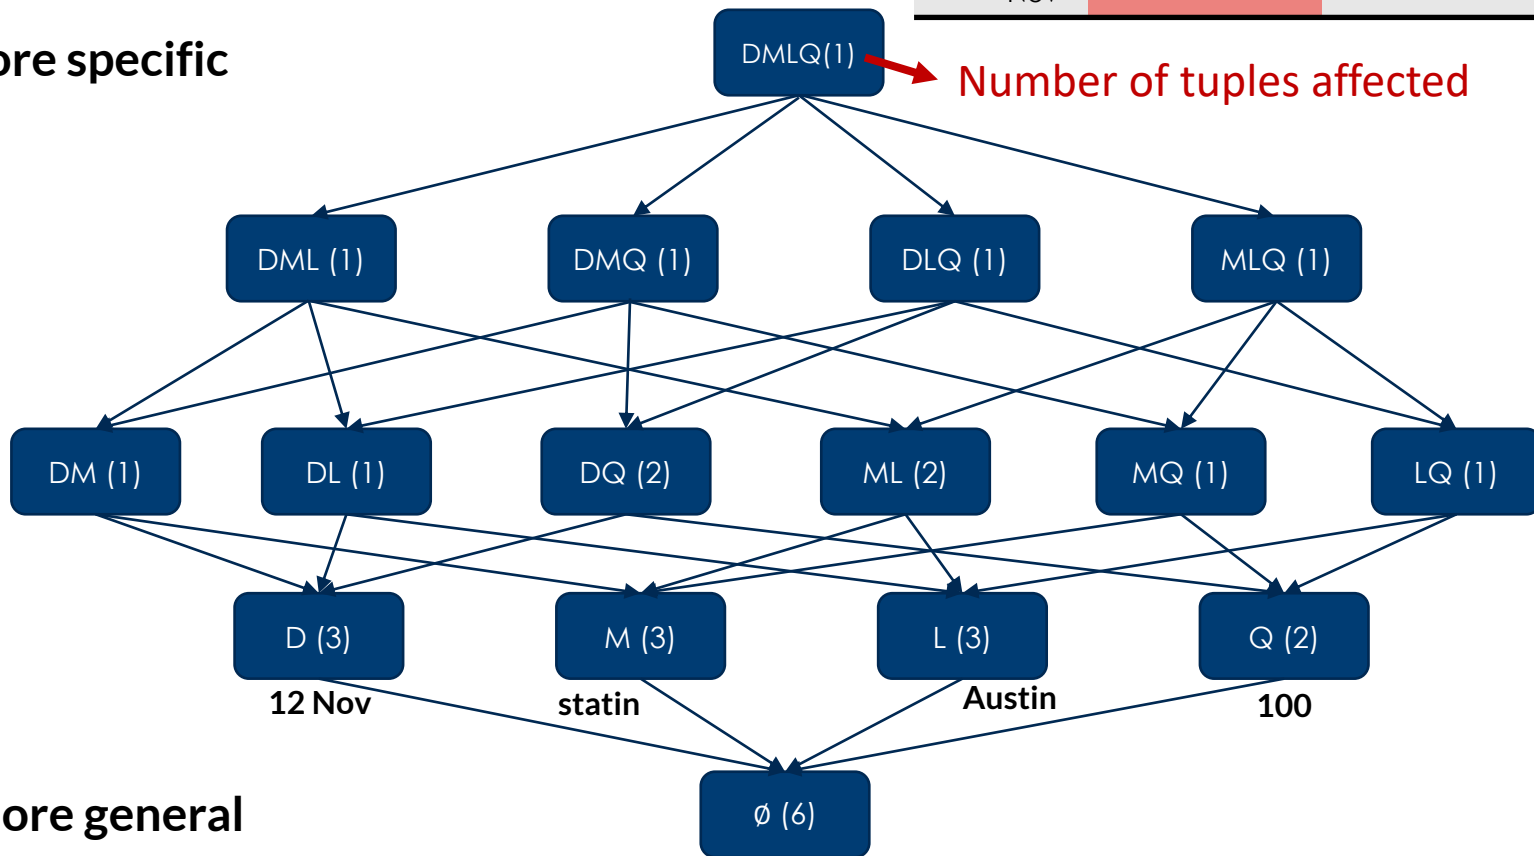 ore specific
DMLQ(1)
Number of tuples affected
DML (1)
DMQ (1)
DLQ (1)
MLQ (1)
DM (1)
DL (1)
DQ (2)
ML (2)
MQ (1)
LQ (1)
D (3)
M (3)
L (3)
Q (2)
12 Nov
statin
Austin
100
ore general
∅ (6)